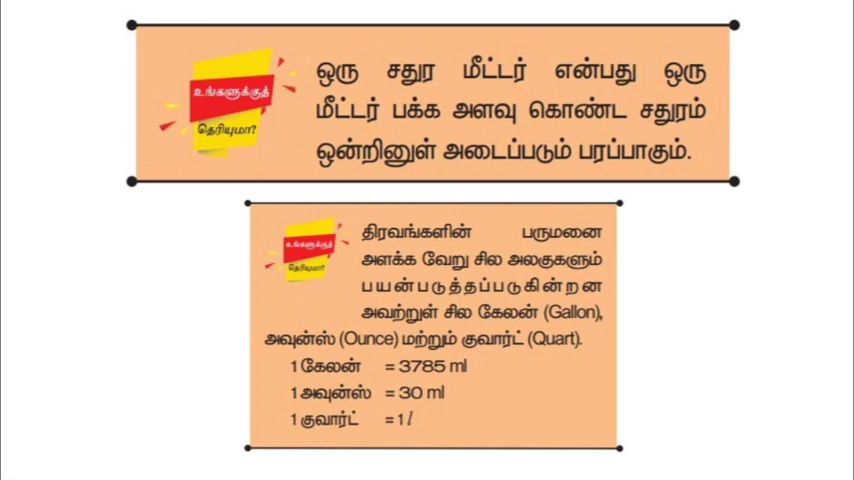 உங்களுக்குத்
தெரியுமா?
ஒரு சதுர மீட்டர் என்பது ஒரு
மீட்டர் பக்க அளவு கொண்ட சதுரம்
ஒன்றினுள் அடைப்படும் பரப்பாகும்.
உங்களுக்குத்
தெரியுமா?
திரவங்களின் பருமனை
அளக்க வேறு சில அலகுகளும்
பயன்படுத்தப்படுகின்றன
அவற்றுள் சில கேலன் (Gallon),
அவுன்ஸ் (Ounce) மற்றும் குவார்ட் (Quart).
1 கேலன் = 3785 ml
1 அவுன்ஸ் = 30 ml
1 குவார்ட் = 1 l